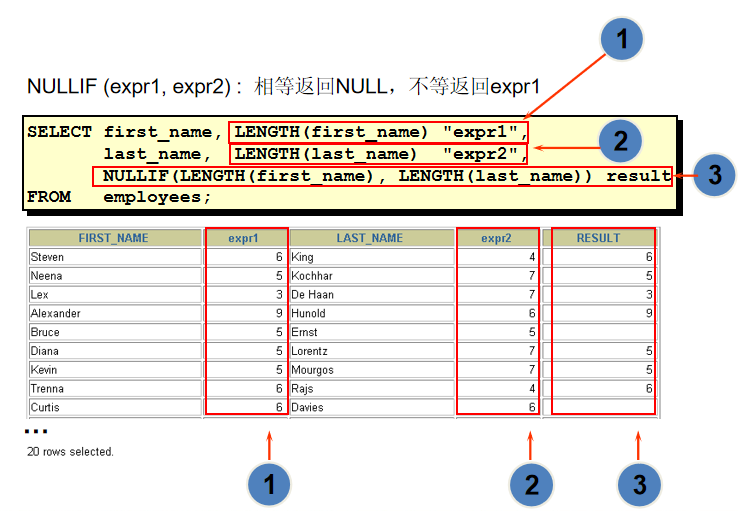 1
NULLIF (expr1, expr2) : 相等返回NULL，不等返回expr1
SELECT first_name, LENGTH(first_name) "expr1",
2
last_name, LENGTH(last_name) "expr2",
NULLIF(LENGTH(first_name), LENGTH(last_name)) result
3
FROM employees;
FIRST_NAME expr1 LAST_NAME expr2 RESULT
Steven 6 King 4 6
Neena 5 Kochhar 7 5
Lex 3 De Haan 7 3
Alexander 9 Hunold 6 9
Bruce 5 Ernst 5
Diana 5 Lorentz 7 5
Kevin 5 Mourgos 7 5
Trenna 6 Rajs 4 6
Curtis 6 Davies 6
...
20 rows selected.
1 2 3